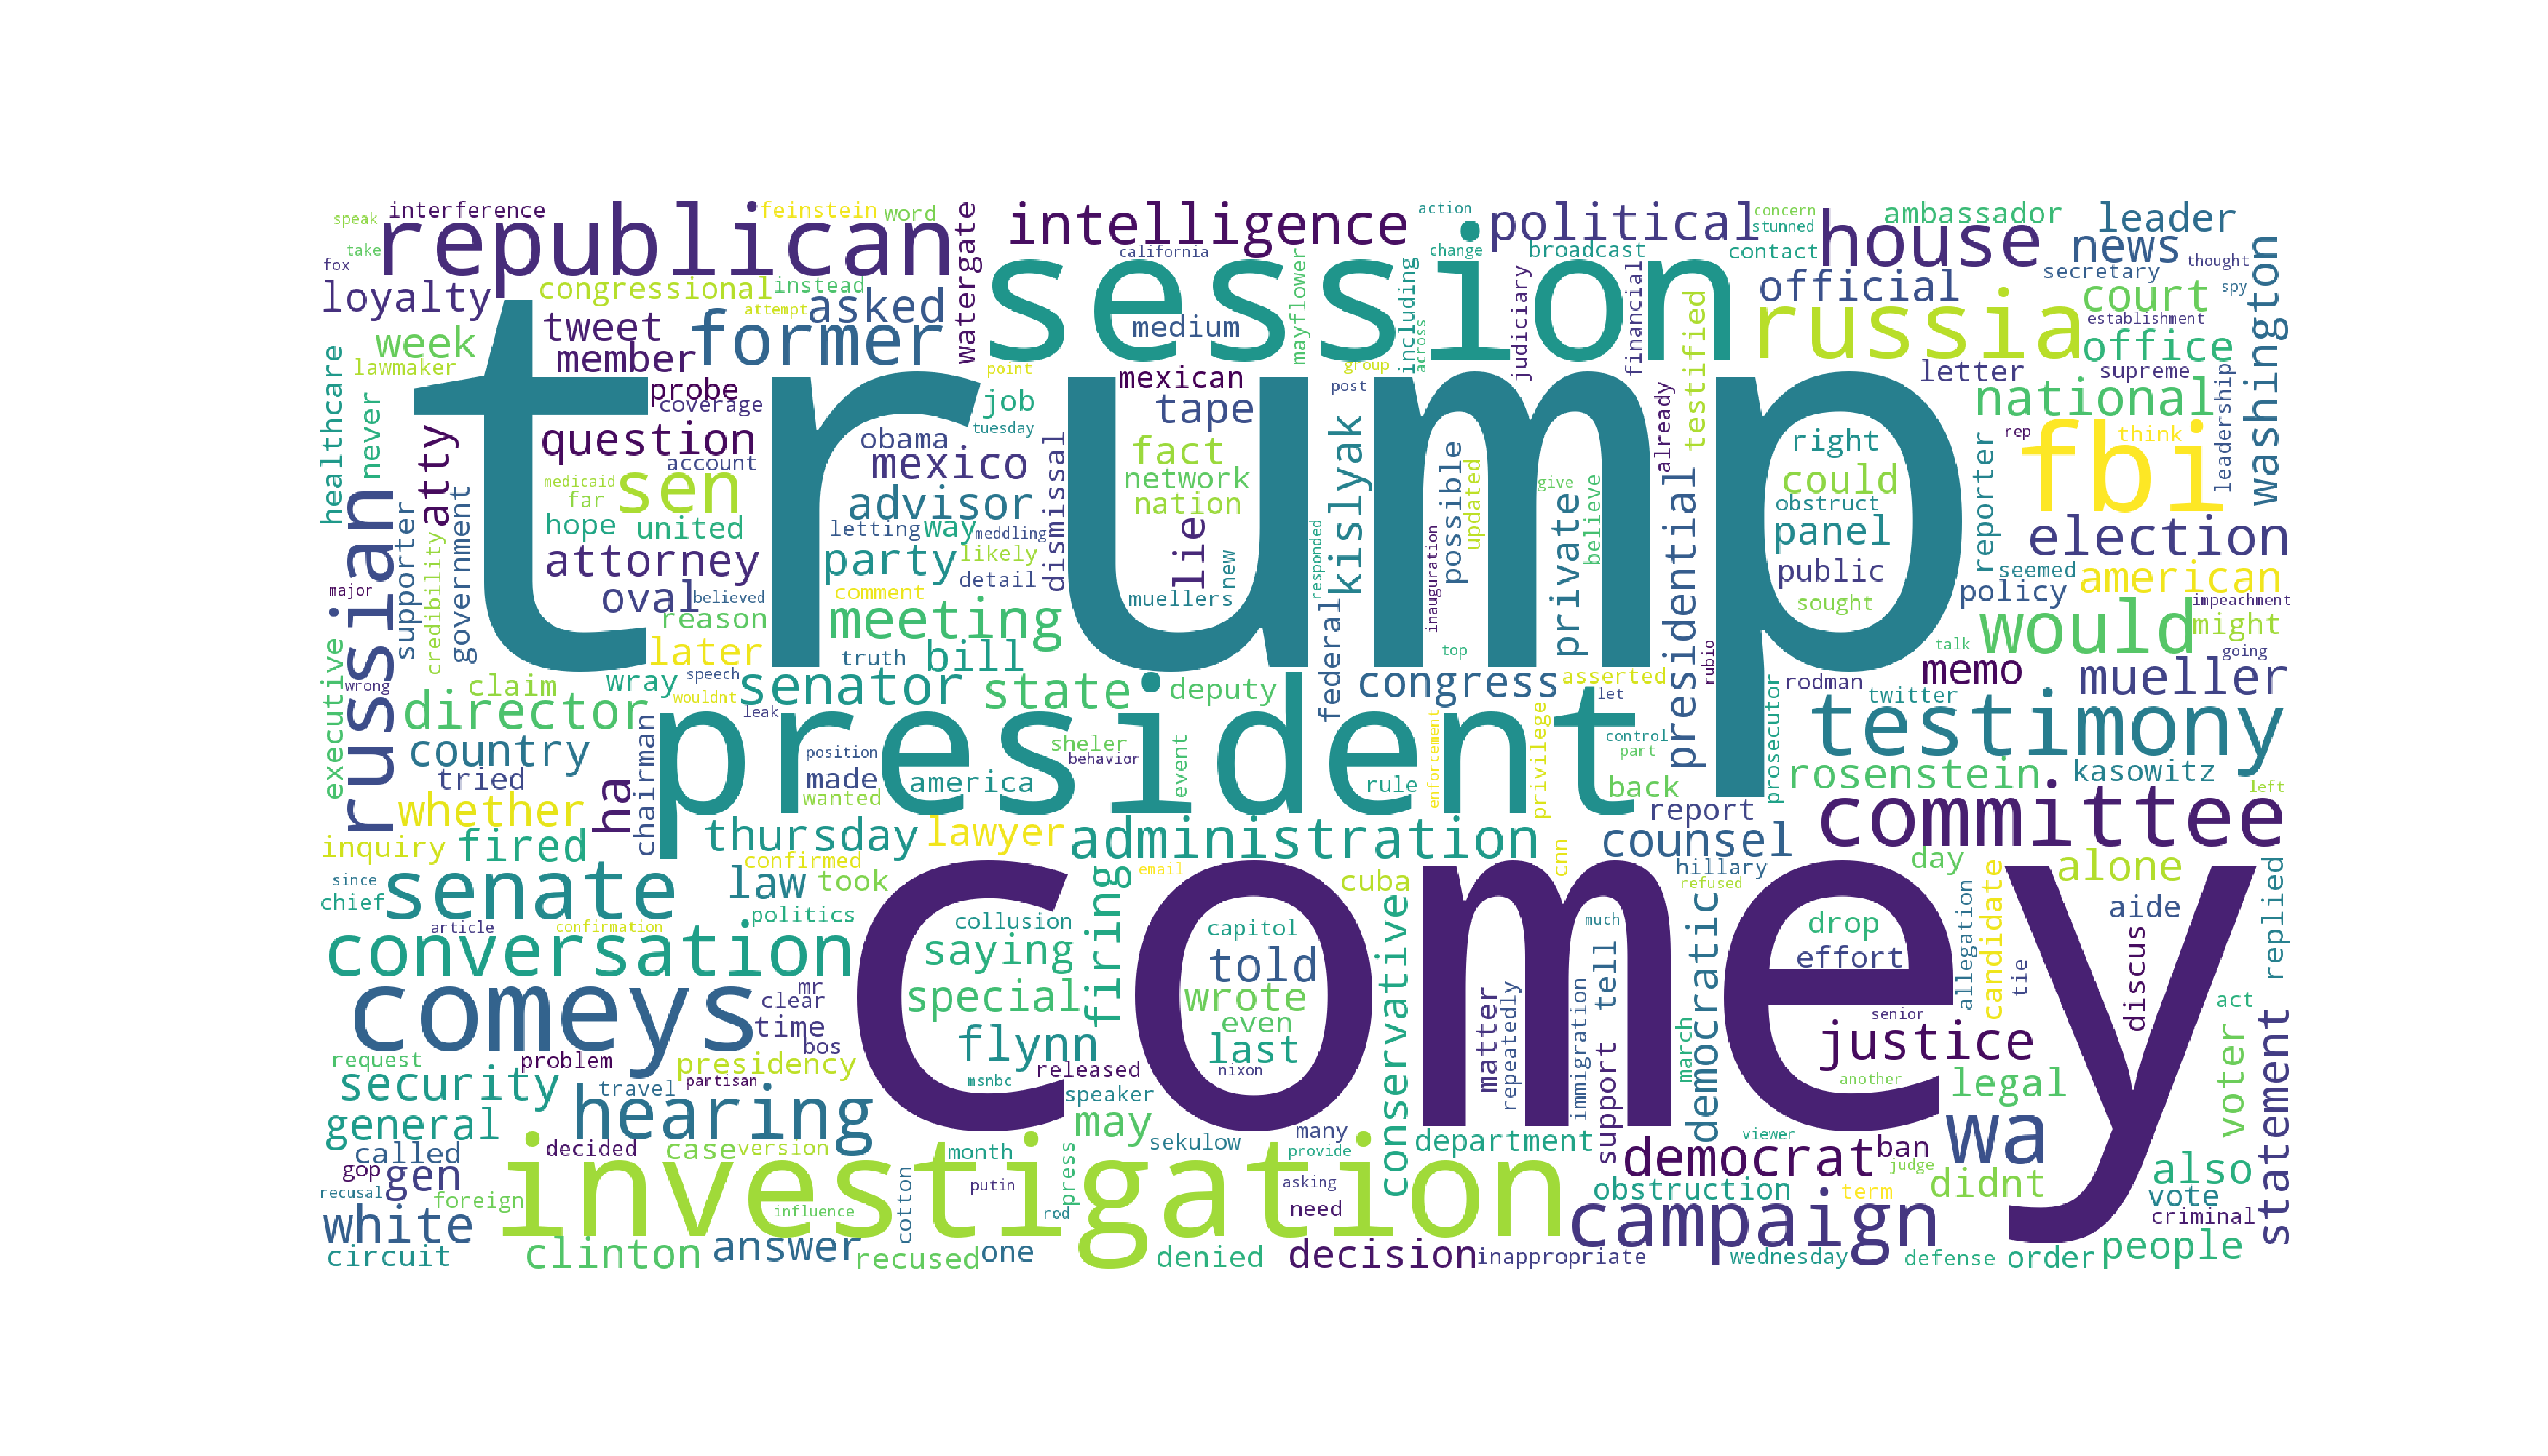 speak
interference
feinstein
word
watergate
intelligence
action
political
concern
stunned
ambassador
leader
take
republican
session
california
change
broadcast
contact
house
news
secretary
thought
fox
loyalty
congressional
instead
attempt
asked
mayflower
including
across
judiciary
financial
official
court
spy
washington
establishment
week
tweet
former
medium
russia
office
lawmaker
member
point
group
letter
supreme
leadership
healthcare
never
probe
coverage
job
mexican
post
already
testified
national
trump
tape
tuesday
question
obama
fact
right
rep
think
fbi
atty
account
mexico
dismissal
network
kislyak
could
reporter
medicaid
sen
far
advisor
nation
possible
updated
give
believe
obstruct
russian
supporter
government
hope
united
letting
way
meddling
lie
panel
election
credibility
attorney
party
likely
new
responded
private
presidential
public
seemed
american
major
oval
believed
comment
detail
muellers
inauguration
sought
policy
impeachment
reason
meeting
federal
would
might
executive
later
truth
bill
top
rubio
talk
going
wrong
claim
wray
speech
senator
state
deputy
congress
asserted
let
rodman
memo
mueller
director
wouldnt
leak
president
privilege
prosecutor
twitter
testimony
country
chairman
position
sheler
behavior
event
enforcement
control
part
tried
ha
made
america
rule
back
rosenstein
kasowitz
whether
wanted
report
committee
left
inquiry
fired
thursday
lawyer
administration
counsel
confirmed
cnn
day
since
senate
law
took
email
firing
cuba
hillary
refused
alone
candidate
replied
chief
politics
comey
article
confirmation
collusion
capitol
conservative
much
democratic
drop
allegation
aide
conversation
saying
told
tell
effort
tie
discus
comeys
mr
clear
special
wrote
matter
repeatedly
immigration
support
act
time
bos
even
march
senior
justice
statement
request
problem
presidency
flynn
last
released
nixon
another
security
travel
partisan
msnbc
speaker
legal
voter
general
hearing
may
sekulow
many
provide
department
viewer
wa
called
decided
case
version
month
press
democrat
ban
judge
also
gop
gen
investigation
putin
asking
obstruction
term
didnt
vote
recusal
foreign
influence
cotton
rod
need
campaign
criminal
white
circuit
clinton
answer
recused
one
denied
decision
inappropriate
wednesday
defense
order
people